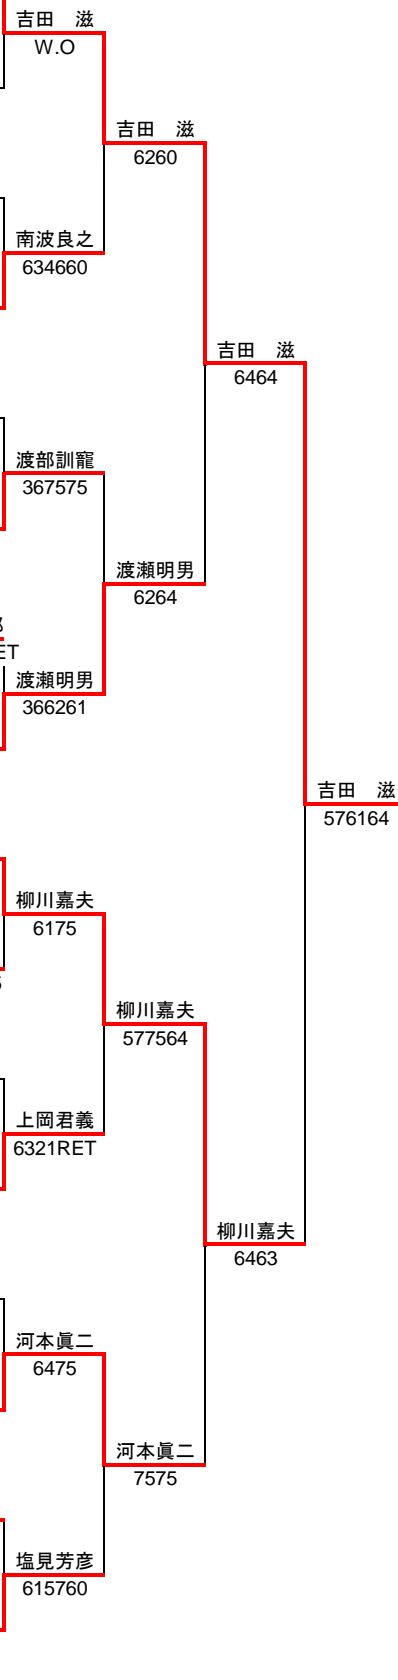 吉田　滋
W.O
吉田　滋
6260
南波良之
634660
吉田　滋
6464
渡部訓寵
367575
渡瀬明男
6264
ET
渡瀬明男
366261
吉田　滋
576164
柳川嘉夫
6175
柳川嘉夫
577564
上岡君義
6321RET
柳川嘉夫
6463
河本眞二
6475
河本眞二
7575
塩見芳彦
615760